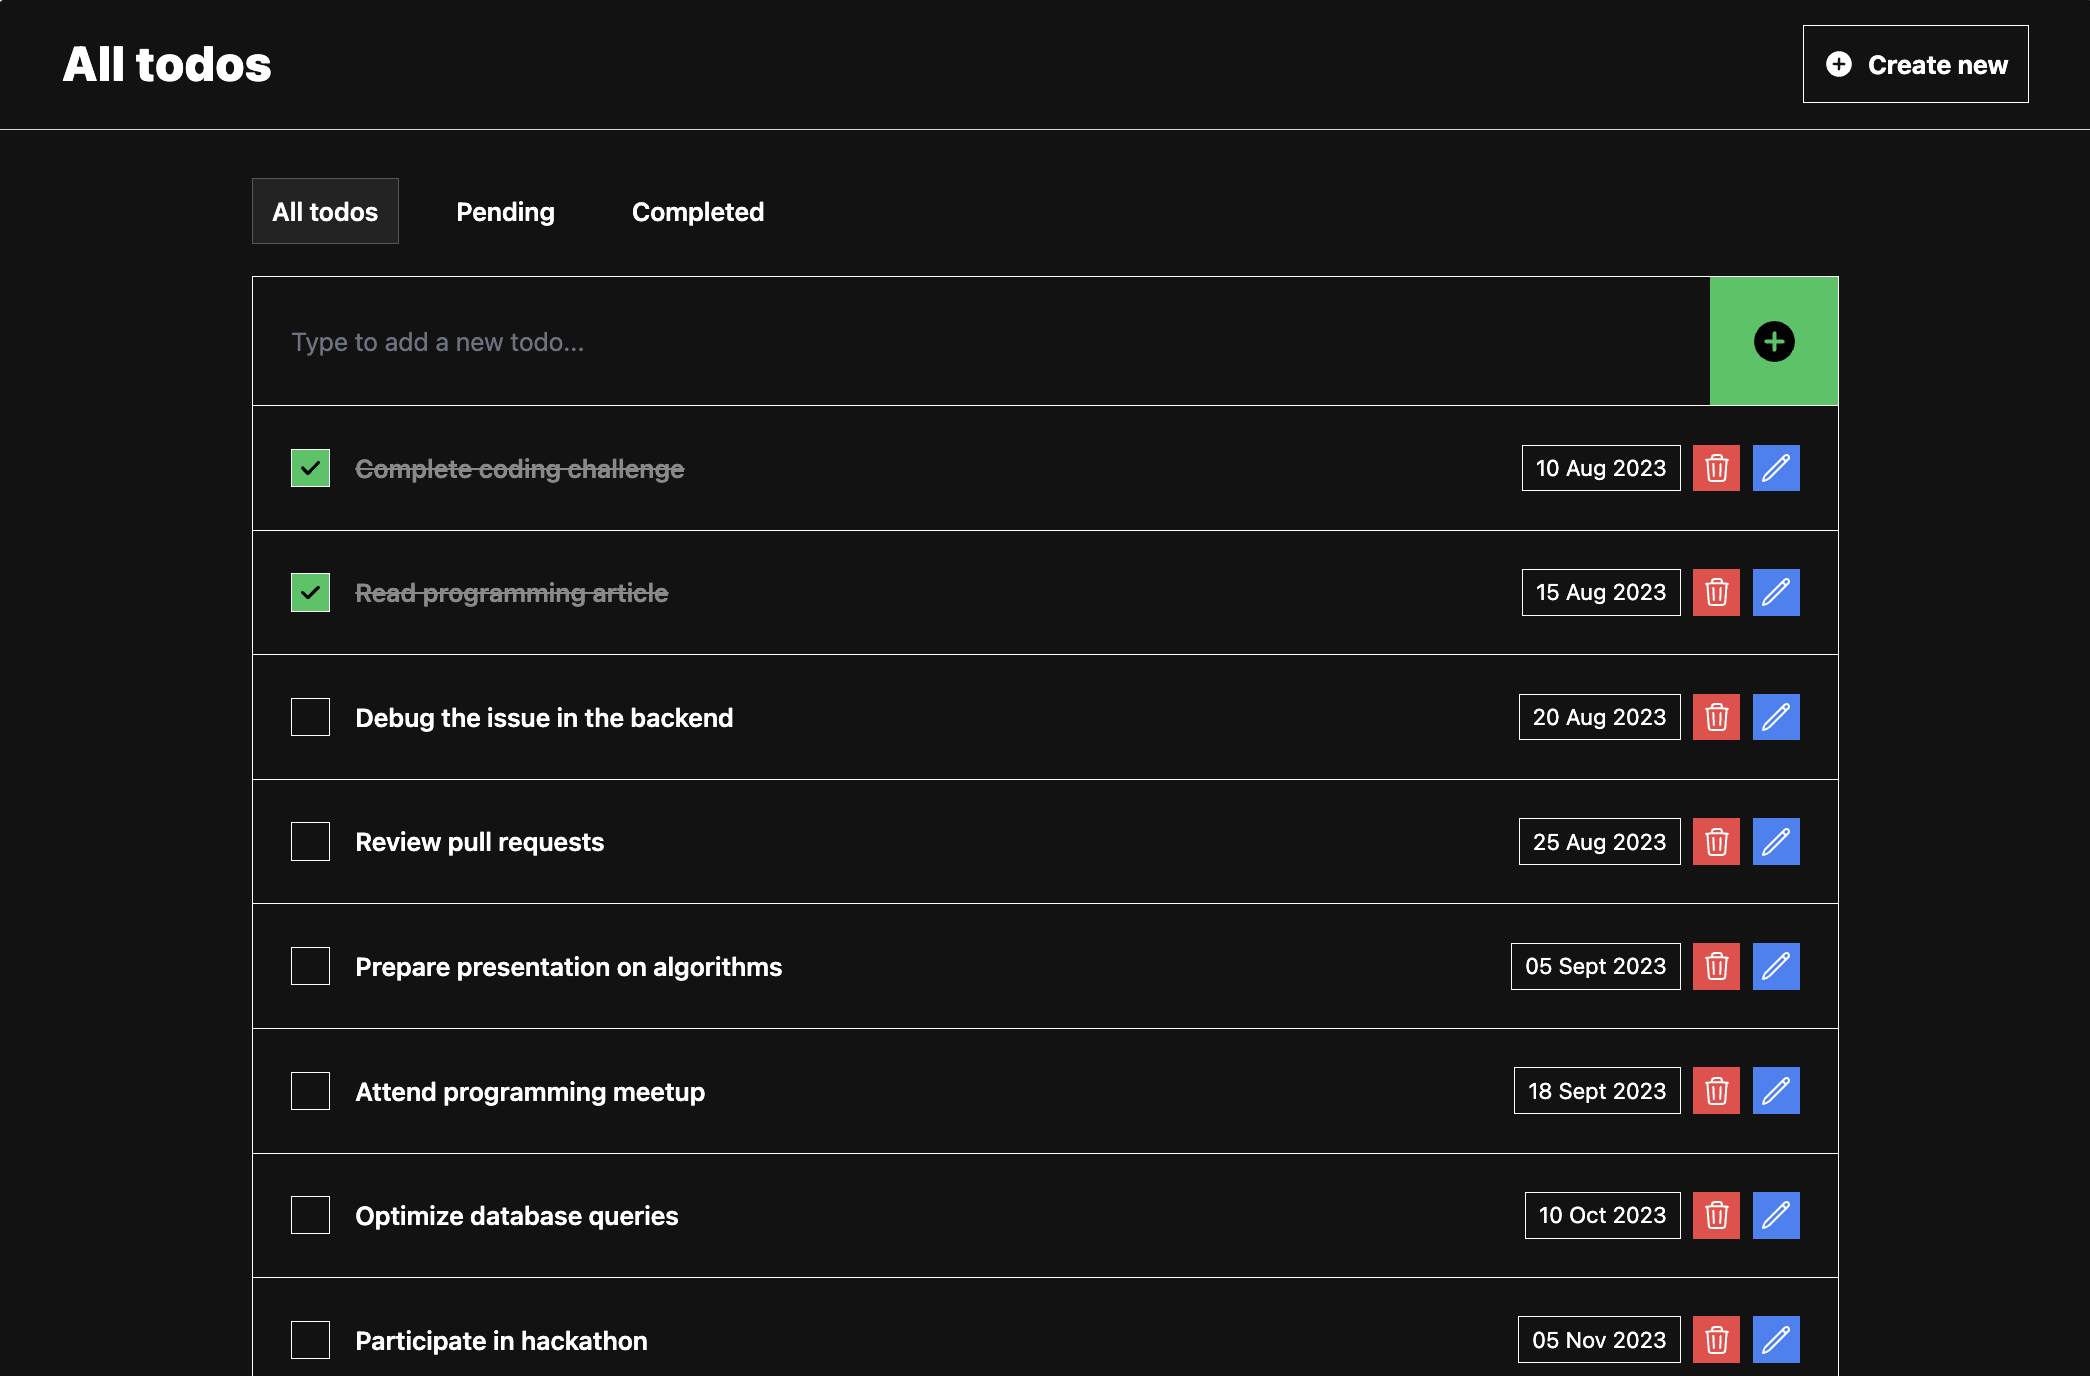 All todos
Create new
All todos
Pending
Completed
Type to add a new todo...
Complete coding challenge
10 Aug 2023
Read programming article
15 Aug 2023
Debug the issue in the backend
20 Aug 2023
Review pull requests
25 Aug 2023
Prepare presentation on algorithms
05 Sept 2023
Attend programming meetup
18 Sept 2023
Optimize database queries
10 Oct 2023
Participate in hackathon
05 Nov 2023